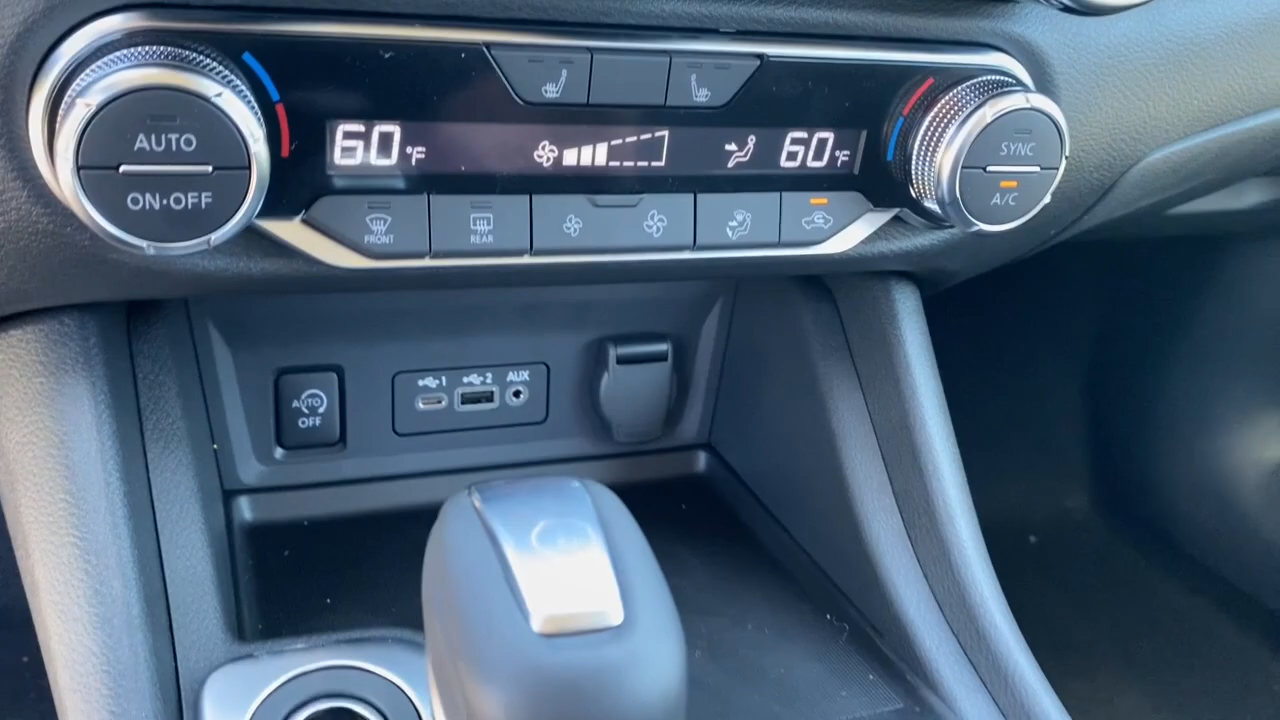 AUTO
ON·OFF
60°F
60°F
SYNC
A/C
FRONT
REAR
AUTO
OFF
1
2
AUX